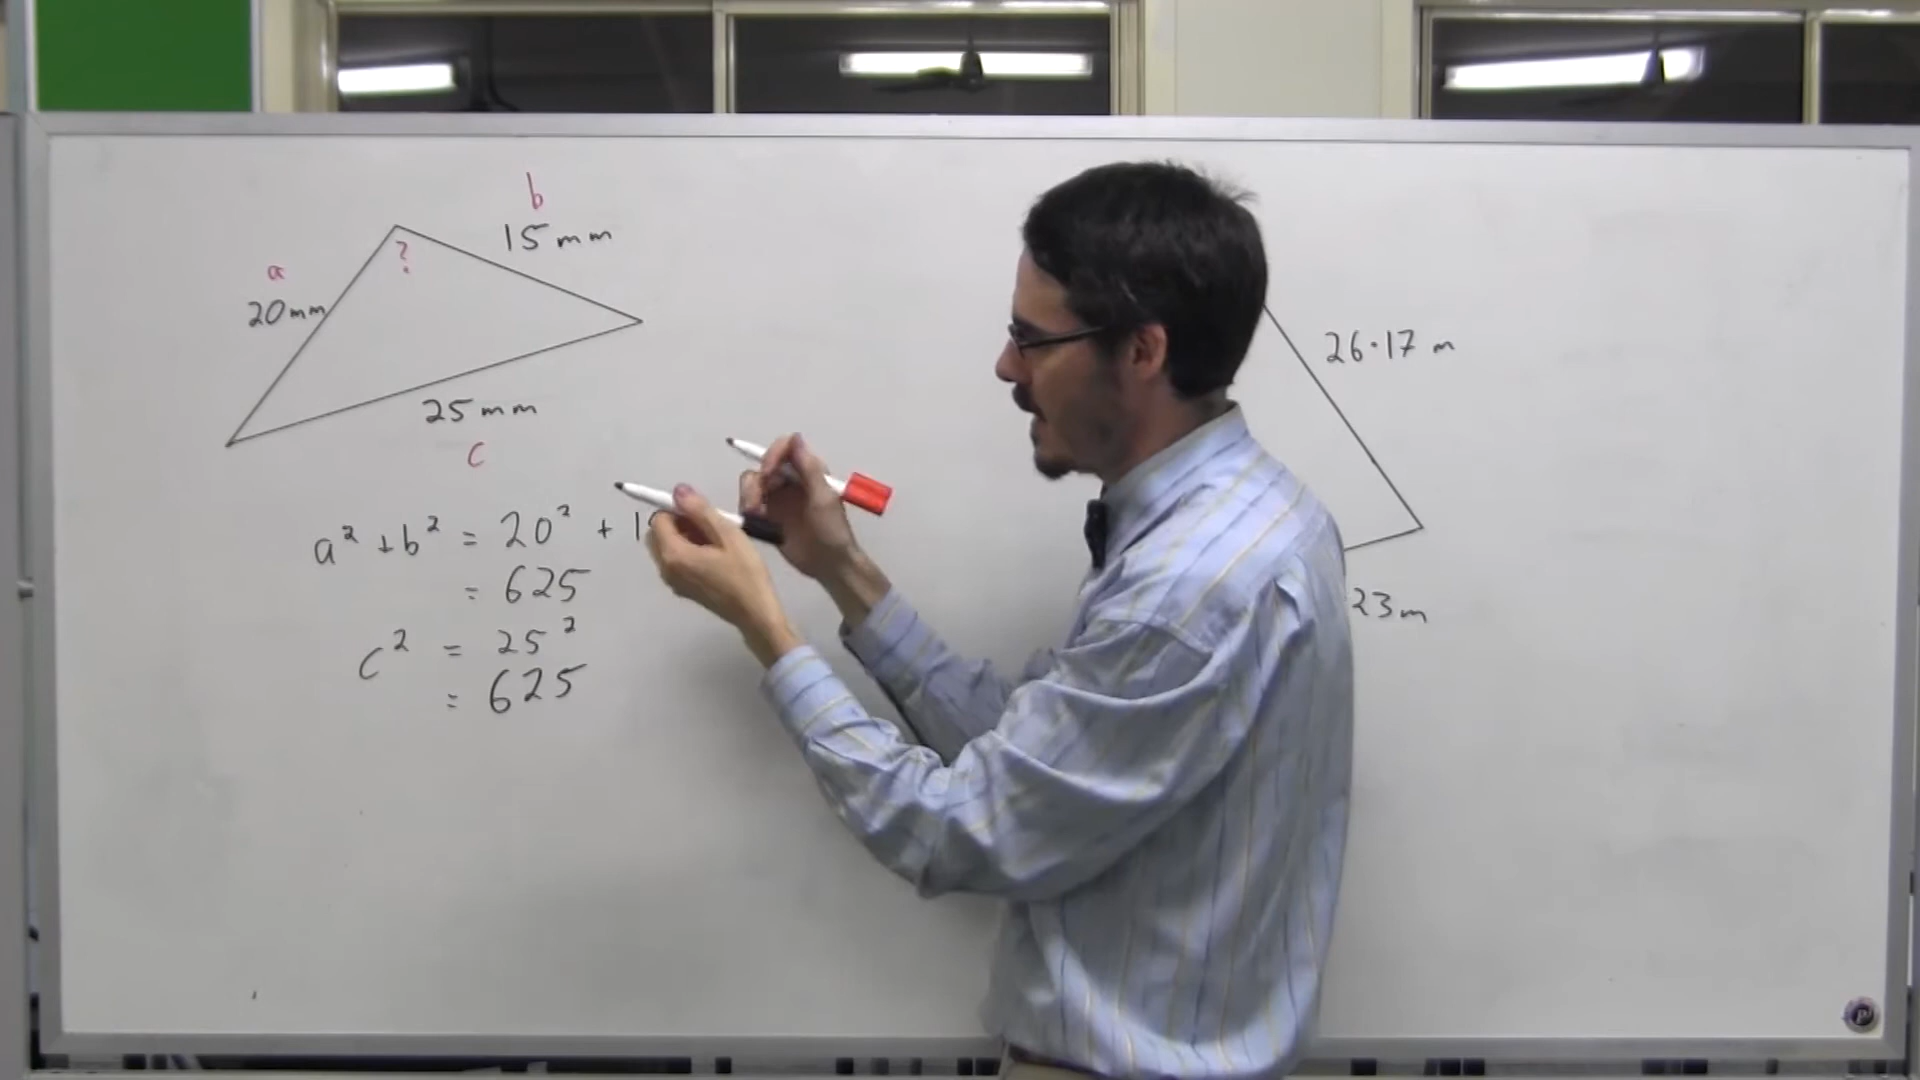 b
15mm
?
a
20mm
25mm
c
a² + b² = 20² + 1
= 625
c² = 25²
= 625
26·17 m
23m